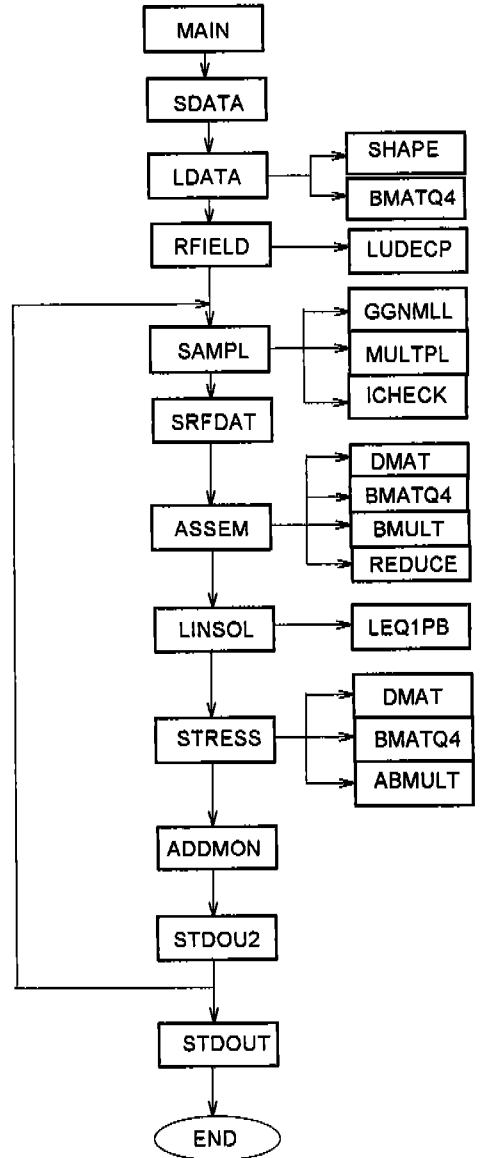 MAIN
SDATA
LDATA
SHAPE
BMATQ4
RFIELD
LUDECP
SAMPL
GGNMLL
MULTPL
ICHECK
SRFDAT
ASSEM
DMAT
BMATQ4
BMULT
REDUCE
LINSOL
LEQ1PB
STRESS
DMAT
BMATQ4
ABMULT
ADDMON
STDOU2
STDOUT
END